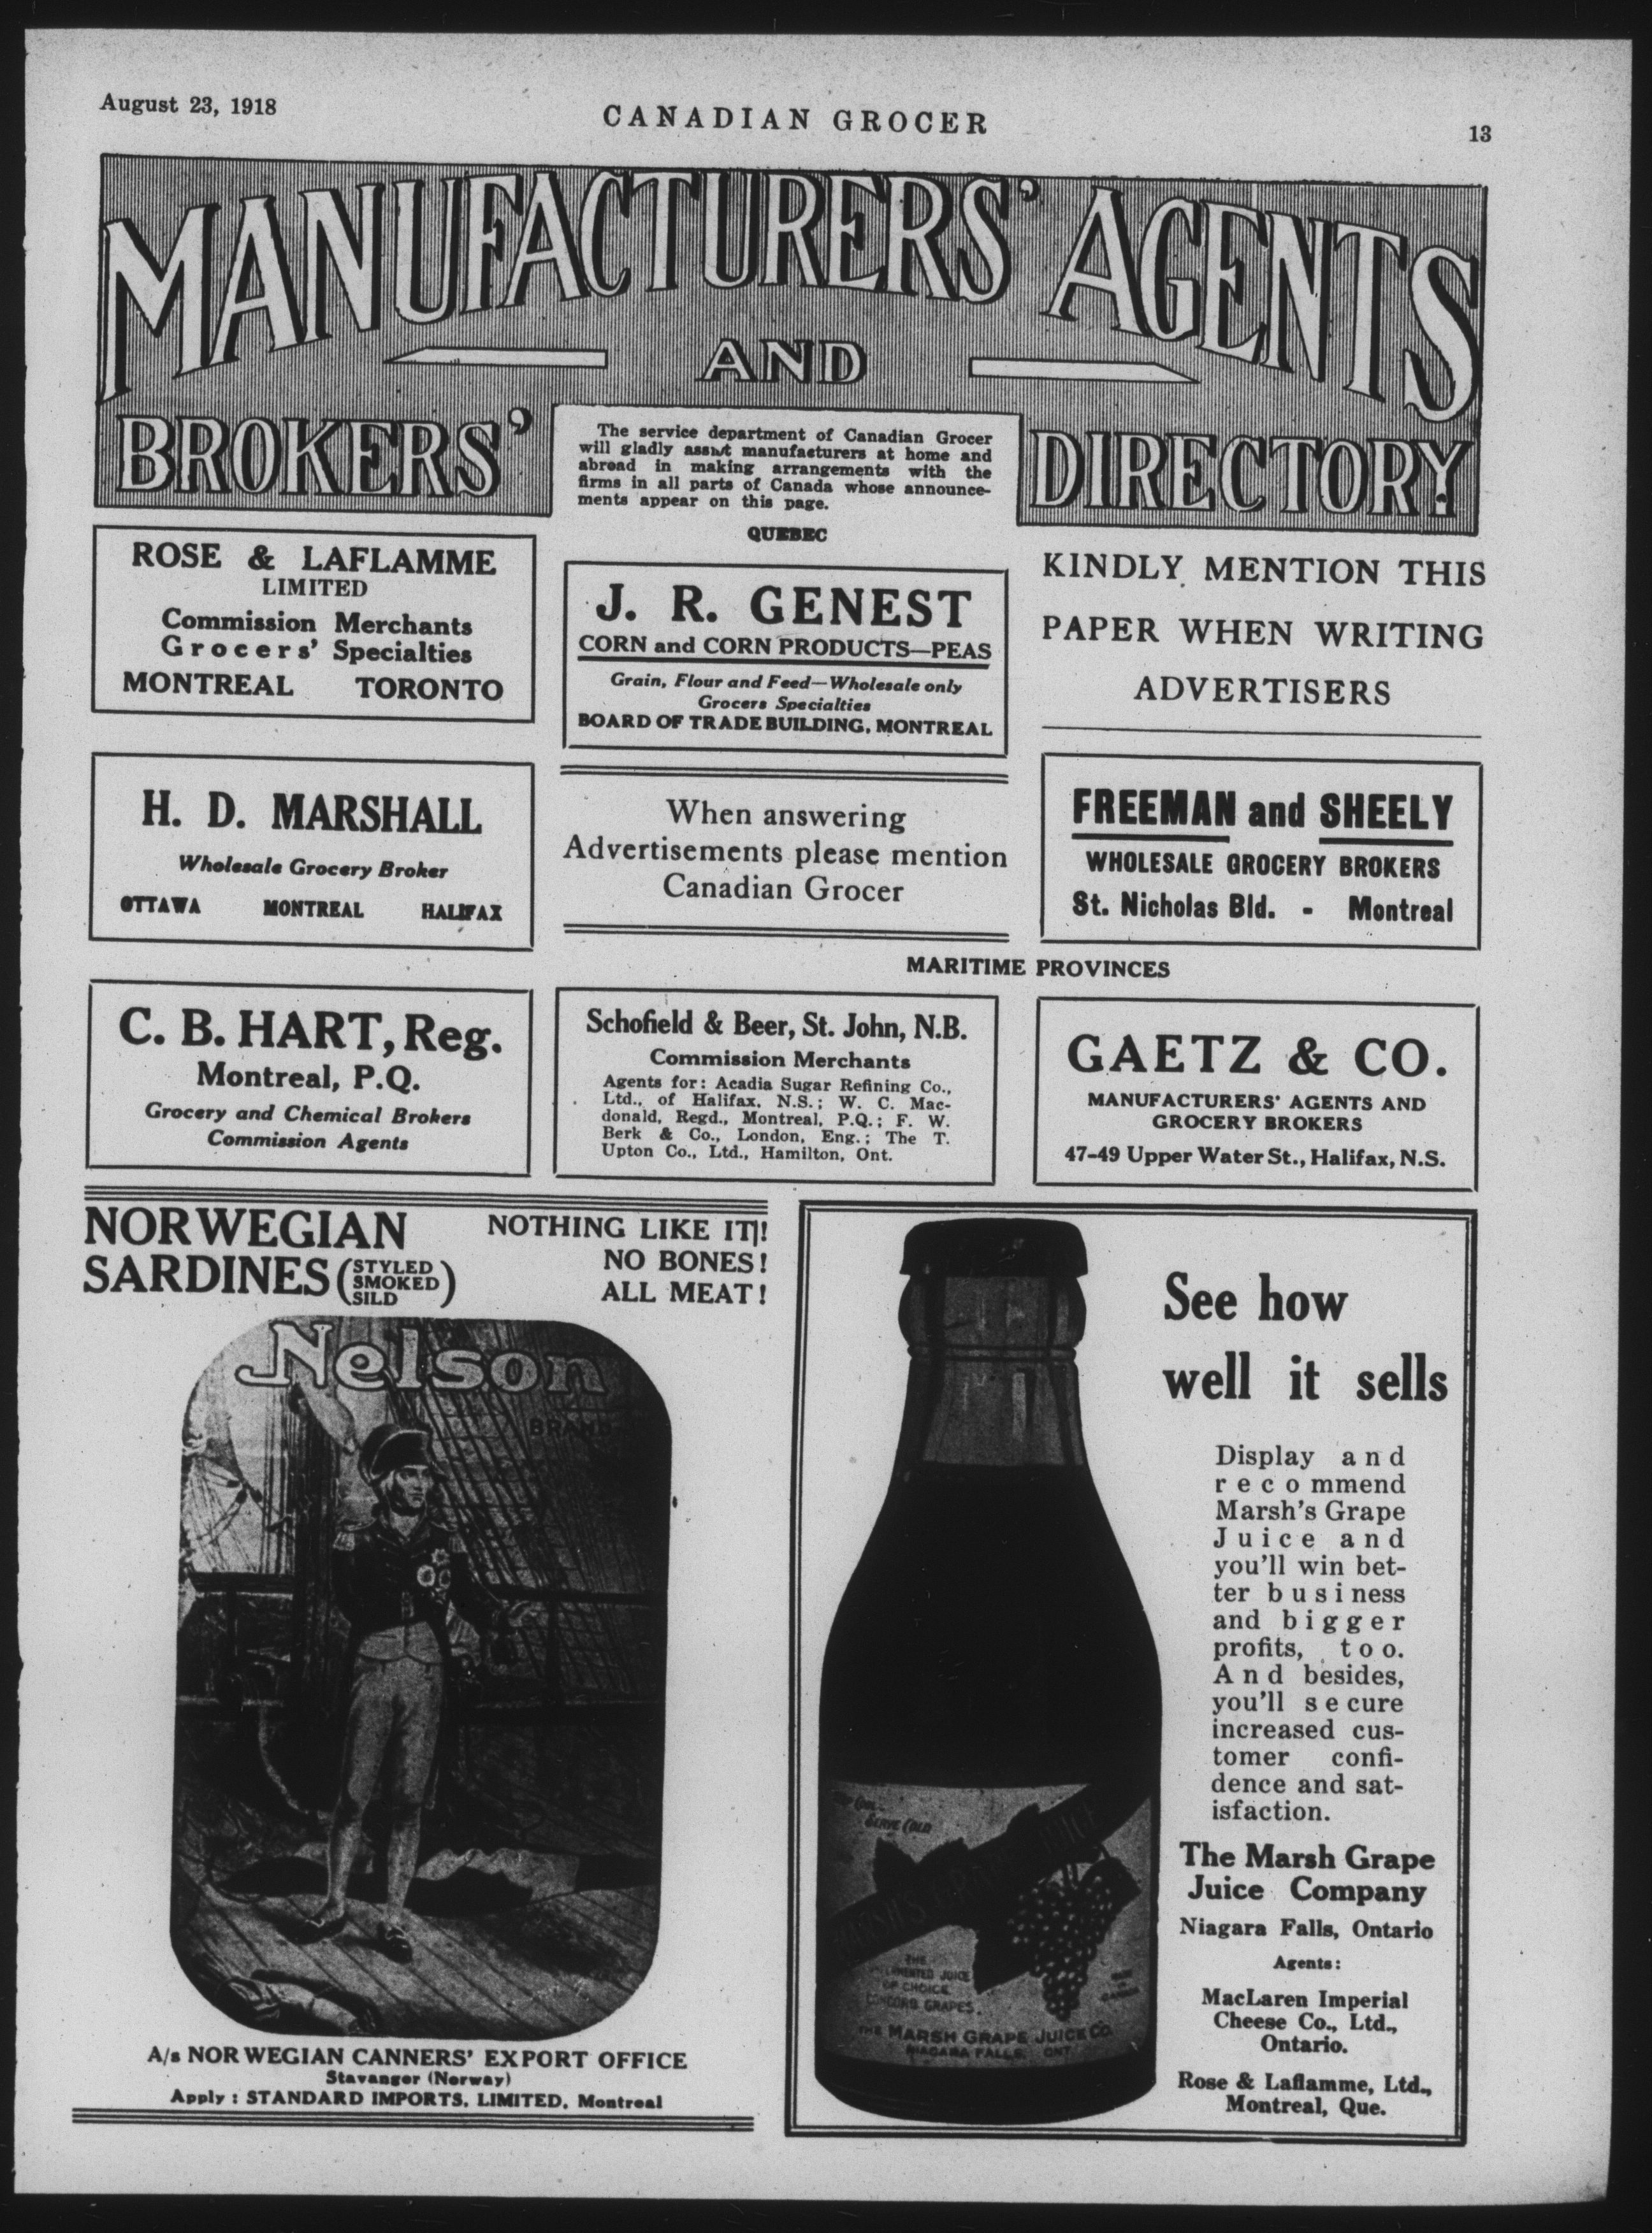 August 23, 1918
CANADIAN GROCER
13
MANUFACTURERS' AGENTS
AND
BROKERS'
DIRECTORY
The service department of Canadian Grocer
will gladly assist manufacturers at home and
abroad in making arrangements with the
firms in all parts of Canada whose announce-
ments appear on this page.
QUEBEC
ROSE & LAFLAMME
LIMITED
Commission Merchants
Grocers' Specialties
MONTREAL TORONTO
J. R. GENEST
CORN and CORN PRODUCTS—PEAS
Grain, Flour and Feed—Wholesale only
Grocers Specialties
BOARD OF TRADE BUILDING, MONTREAL
KINDLY MENTION THIS
PAPER WHEN WRITING
ADVERTISERS
H. D. MARSHALL
Wholesale Grocery Broker
OTTAWA MONTREAL HALIFAX
When answering
Advertisements please mention
Canadian Grocer
FREEMAN and SHEELY
WHOLESALE GROCERY BROKERS
St. Nicholas Bld. - Montreal
MARITIME PROVINCES
C. B. HART, Reg.
Montreal, P.Q.
Grocery and Chemical Brokers
Commission Agents
Schofield & Beer, St. John, N.B.
Commission Merchants
Agents for: Acadia Sugar Refining Co.,
Ltd., of Halifax, N.S.; W. C. Mac-
donald, Regd., Montreal, P.Q.; F. W.
Berk & Co., London, Eng.; The T.
Upton Co., Ltd., Hamilton, Ont.
GAETZ & CO.
MANUFACTURERS' AGENTS AND
GROCERY BROKERS
47-49 Upper Water St., Halifax, N.S.
NORWEGIAN
SARDINES (STYLED
SMOKED
SILD)
NOTHING LIKE IT!
NO BONES!
ALL MEAT!
Nelson
BRAND
A/s NORWEGIAN CANNERS' EXPORT OFFICE
Stavanger (Norway)
Apply: STANDARD IMPORTS, LIMITED, Montreal
See how
well it sells
Display and
recommend
Marsh's Grape
Juice and
you'll win bet-
ter business
and bigger
profits, too.
And besides,
you'll secure
increased cus-
tomer confi-
dence and sat-
isfaction.
The Marsh Grape
Juice Company
Niagara Falls, Ontario
Agents:
MacLaren Imperial
Cheese Co., Ltd.,
Ontario.
Rose & Laflamme, Ltd.,
Montreal, Que.
SERVE COLD
MARSH'S GRAPE JUICE
THE
JUICE
OF CHOICE
CONCORD GRAPES.
THE MARSH GRAPE JUICE CO.
NIAGARA FALLS, ONT.